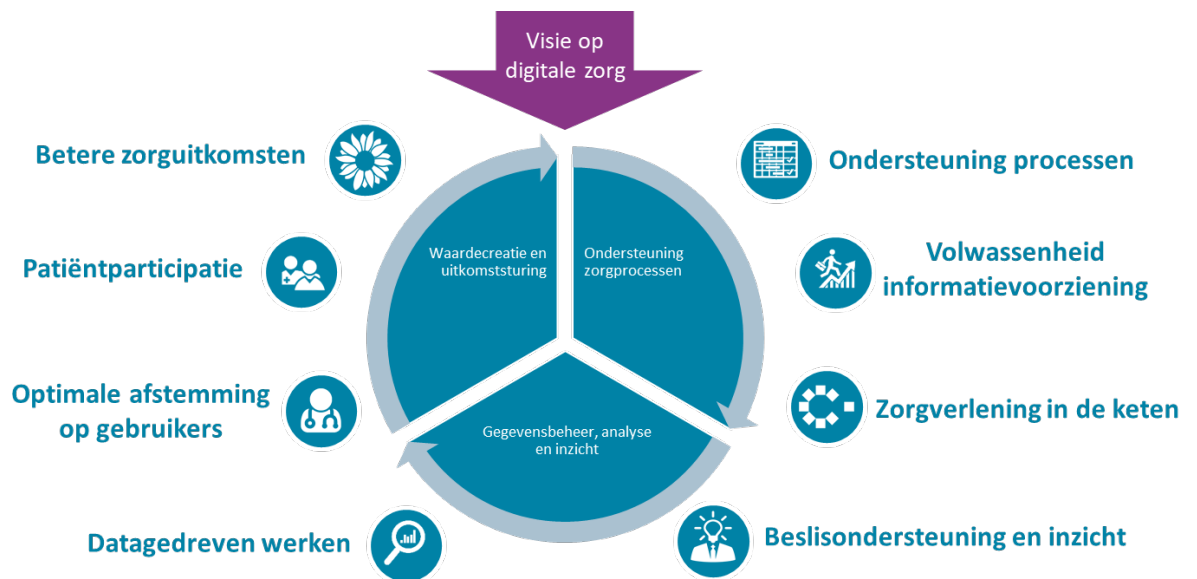 Visie op
digitale zorg
Betere zorguitkomsten
Ondersteuning processen
Patiëntparticipatie
Volwassenheid
informatievoorziening
Waardecreatie en
uitkomststuring
Ondersteuning
zorgprocessen
Optimale afstemming
op gebruikers
Zorgverlening in de keten
Gegevensbeheer, analyse
en inzicht
Datagedreven werken
Beslisondersteuning en inzicht